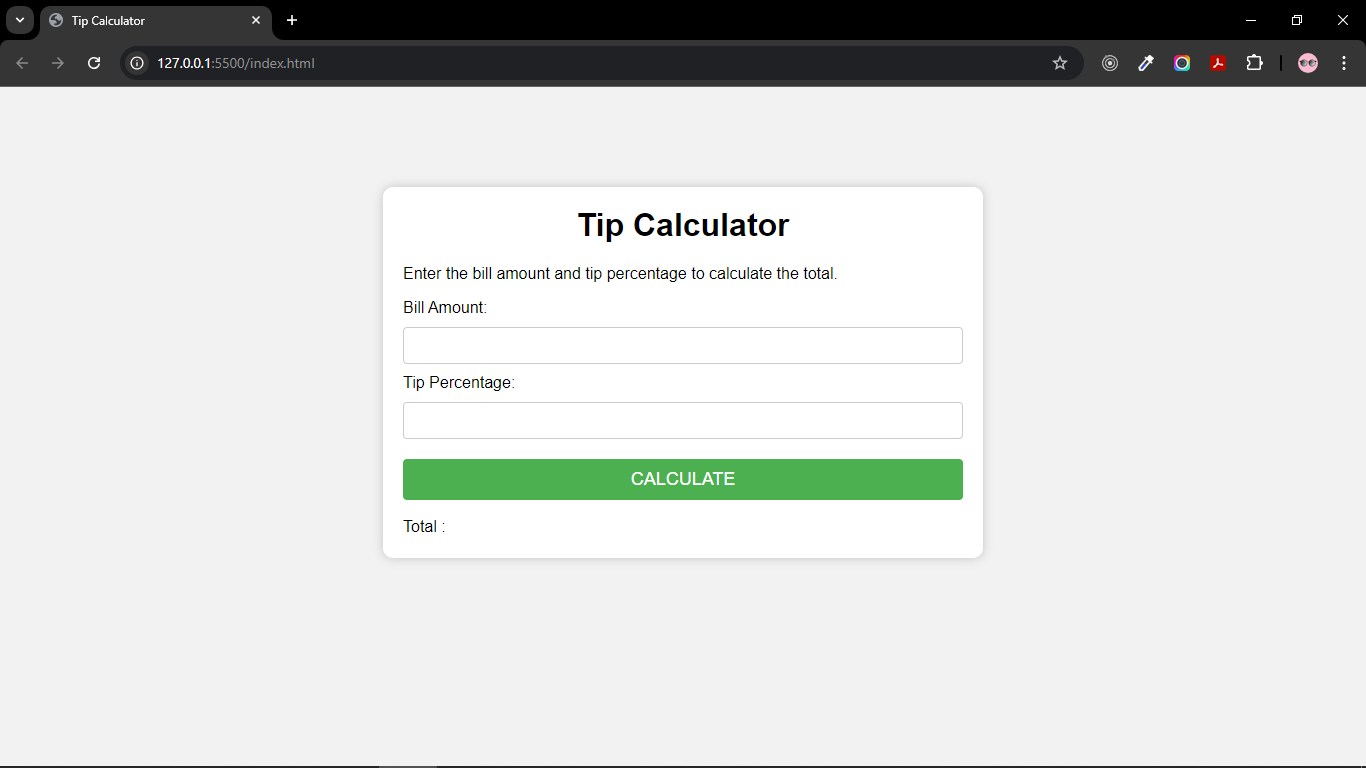 Tip Calculator
127.0.0.1:5500/index.html
Tip Calculator
Enter the bill amount and tip percentage to calculate the total.
Bill Amount:
Tip Percentage:
CALCULATE
Total :